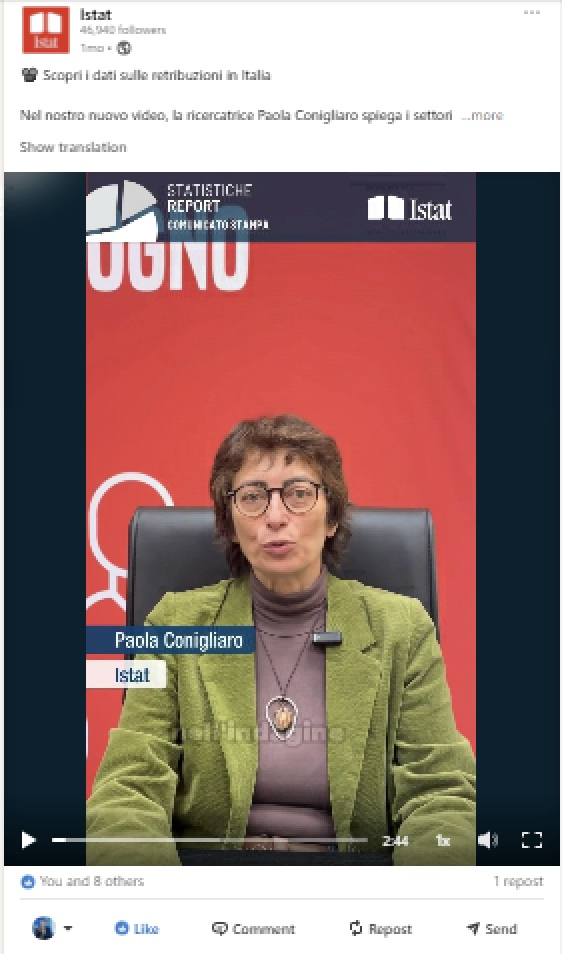 Istat
Istat
46,940 followers
1mo •
Scopri i dati sulle retribuzioni in Italia
Nel nostro nuovo video, la ricercatrice Paola Conigliaro spiega i settori ...more
Show translation
STATISTICHE
REPORT
COMUNICATO STAMPA
Istat
OGNO
Paola Conigliaro
Istat
nell'indagine
2:44 1x
You and 8 others 1 repost
Like Comment Repost Send